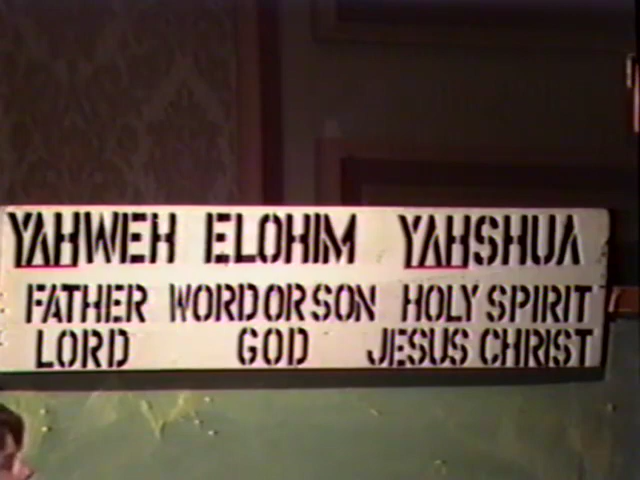 YAHWEH ELOHIM YAHSHUA
FATHER WORD OR SON HOLY SPIRIT
LORD GOD JESUS CHRIST